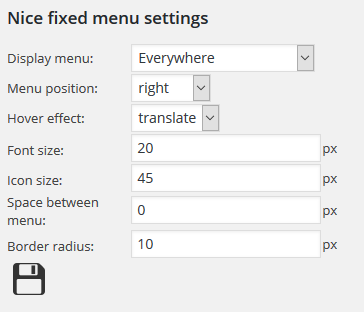 Nice fixed menu settings
Display menu: Everywhere
Menu position: right
Hover effect: translate
Font size: 20 px
Icon size: 45 px
Space between
menu: 0 px
Border radius: 10 px